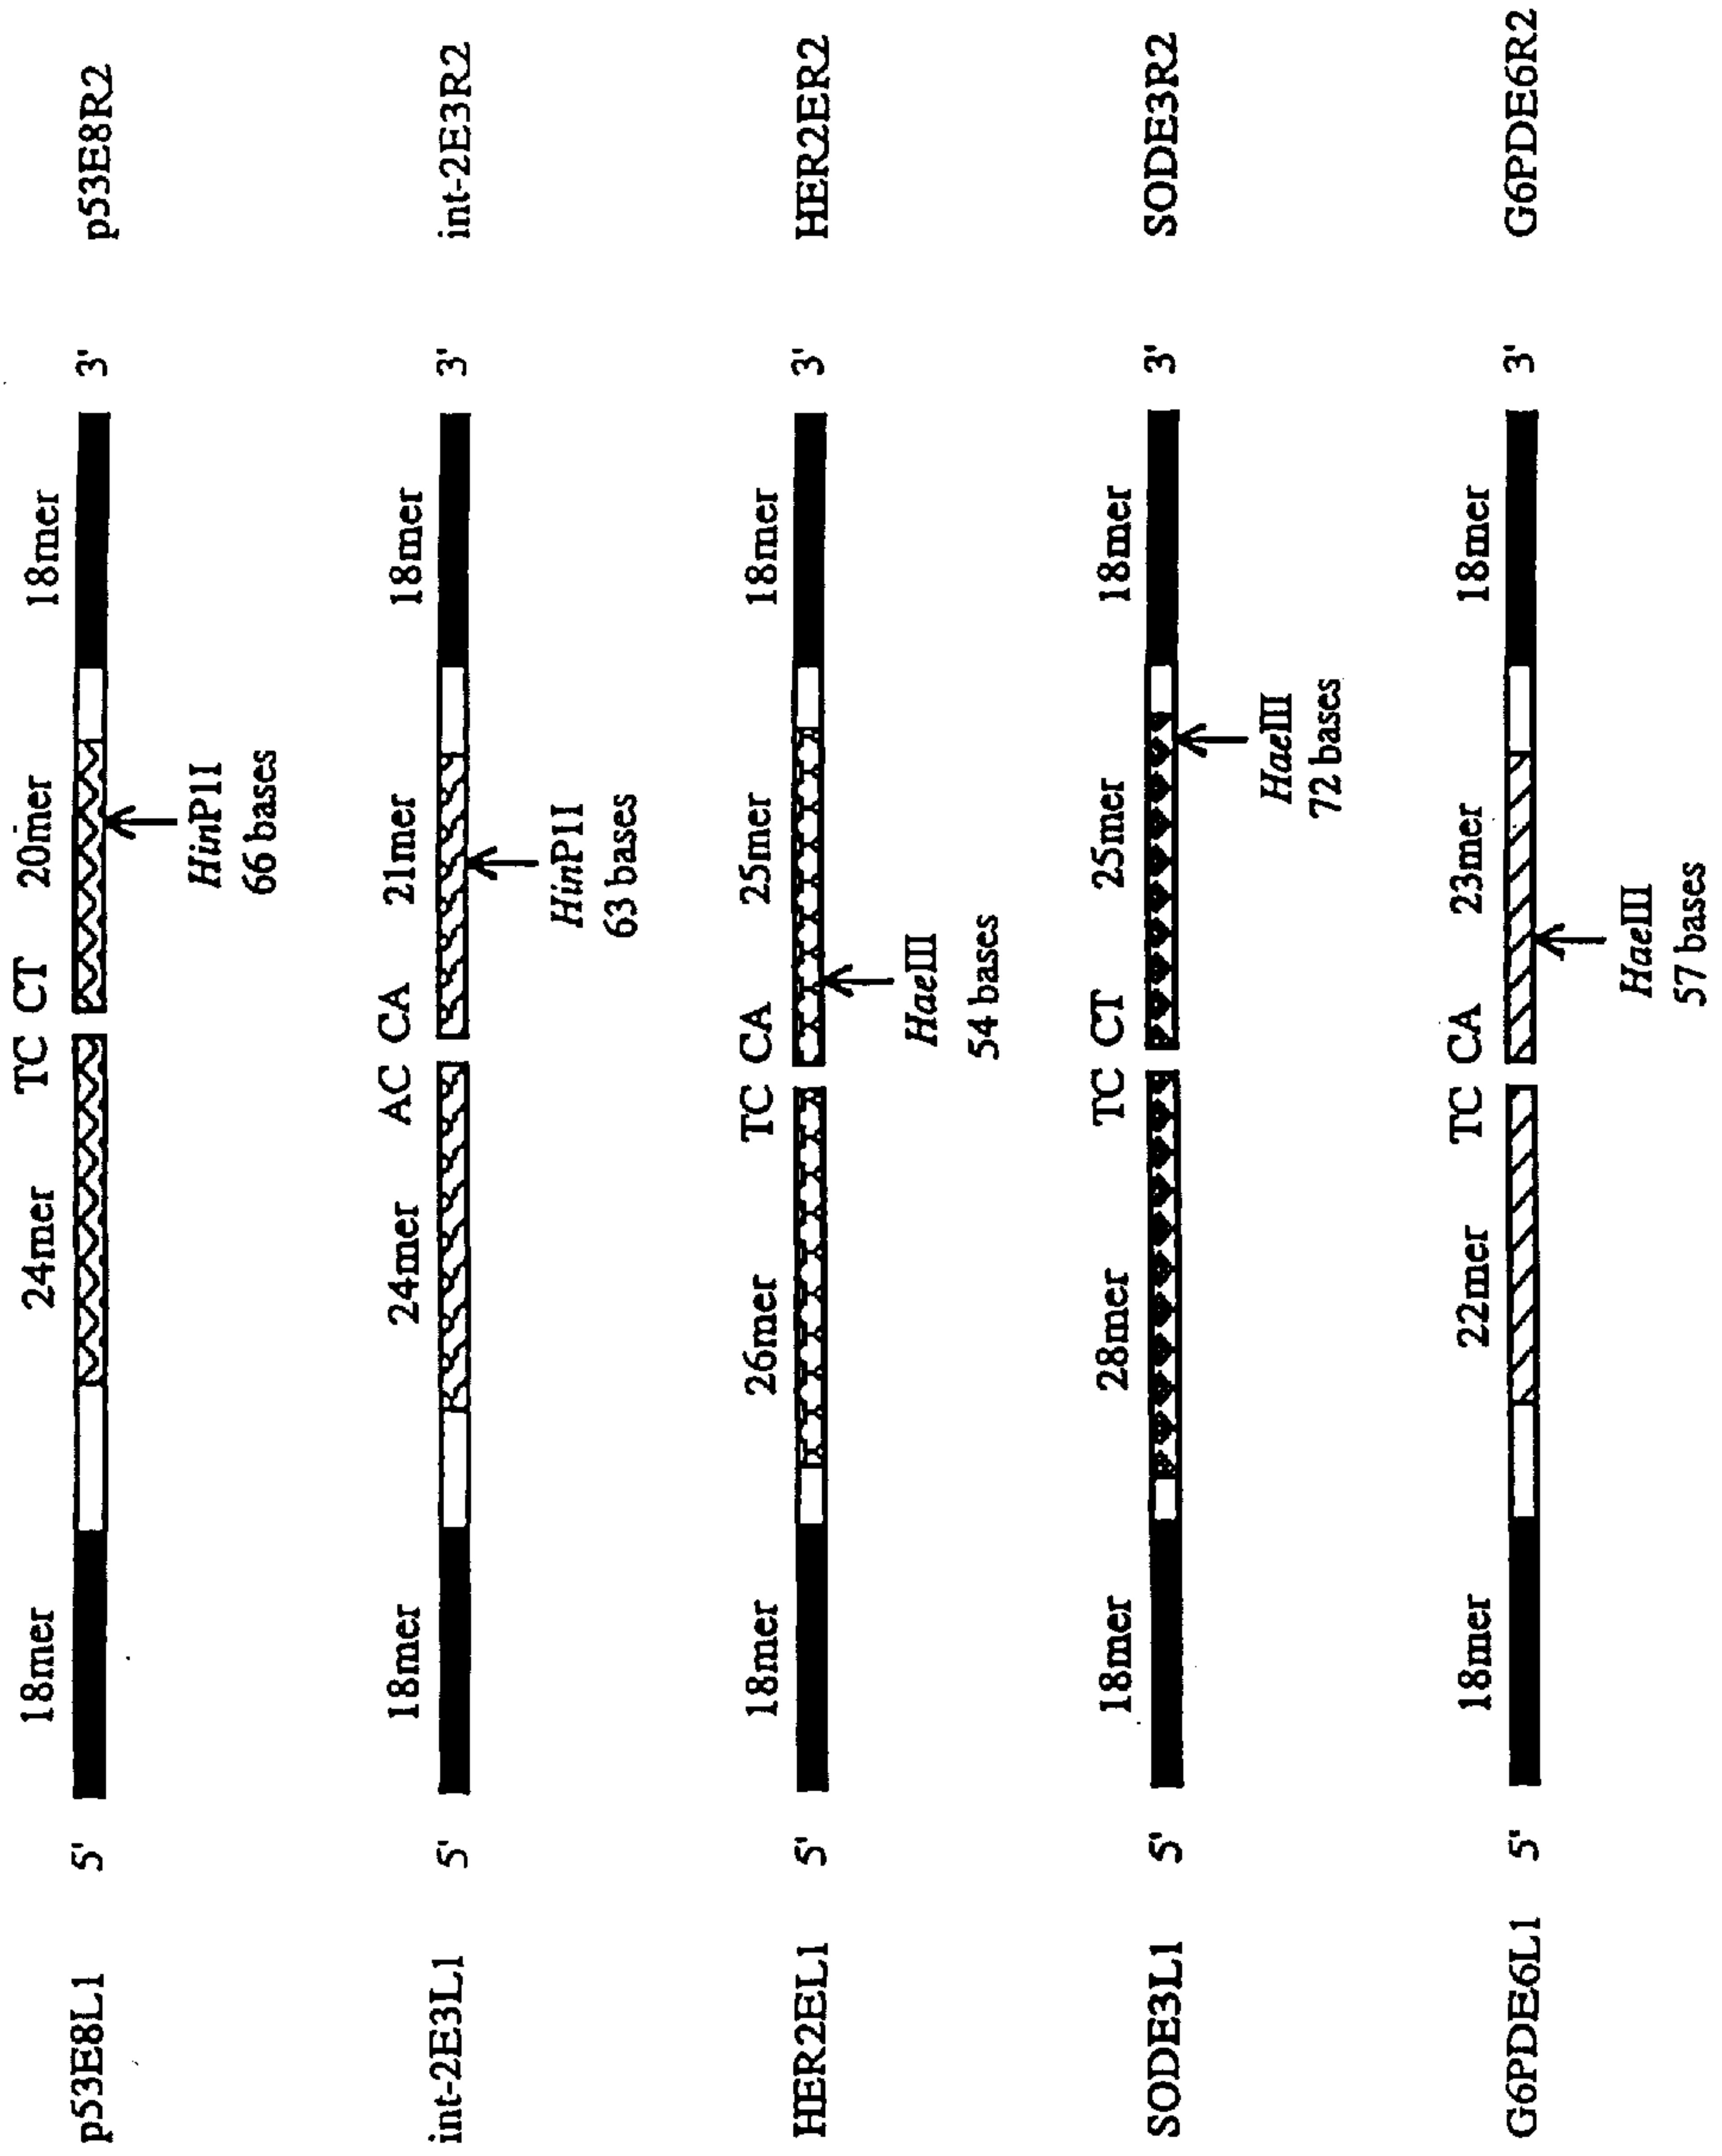 p53E8L1 5' 18mer 24mer TC CT 20mer 18mer 3' p53E8R2
HinP1I
66 bases
int-2E3L1 5' 18mer 24mer AC CA 21mer 18mer 3' int-2E3R2
HinP1I
63 bases
HER2EL1 5' 18mer 26mer TC CA 25mer 18mer 3' HER2ER2
HaeIII
54 bases
SODE3L1 5' 18mer 28mer TC CT 25mer 18mer 3' SODE3R2
HaeIII
72 bases
G6PDE6L1 5' 18mer 22mer TC CA 23mer 18mer 3' G6PDE6R2
HaeIII
57 bases